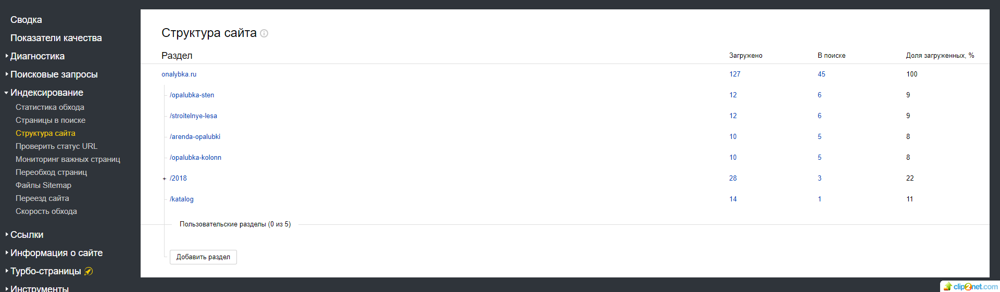 Сводка
Показатели качества
Диагностика
Поисковые запросы
Индексирование
Статистика обхода
Страницы в поиске
Структура сайта
Проверить статус URL
Мониторинг важных страниц
Переобход страниц
Файлы Sitemap
Переезд сайта
Скорость обхода
Ссылки
Информация о сайте
Турбо-страницы
Инструменты
Структура сайта
Раздел Загружено В поиске Доля загруженных, %
onalybka.ru 127 45 100
/opalubka-sten 12 6 9
/stroitelnye-lesa 12 6 9
/arenda-opalubki 10 5 8
/opalubka-kolonn 10 5 8
+ /2018 28 3 22
/katalog 14 1 11
Пользовательские разделы (0 из 5)
Добавить раздел
clip2net.com